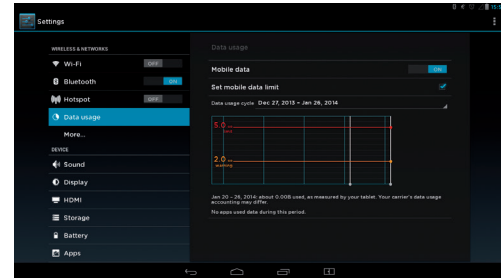 Settings
WIRELESS & NETWORKS
Wi-Fi OFF
Bluetooth ON
Hotspot OFF
Data usage
More...
DEVICE
Sound
Display
HDMI
Storage
Battery
Apps
Data usage
Mobile data ON
Set mobile data limit
Data usage cycle Dec 27, 2013 – Jan 26, 2014
5.0
2.0
warning
Jan 20 – 26, 2014: about 0.00B used, as measured by your tablet. Your carrier's data usage
accounting may differ.
No apps used data during this period.